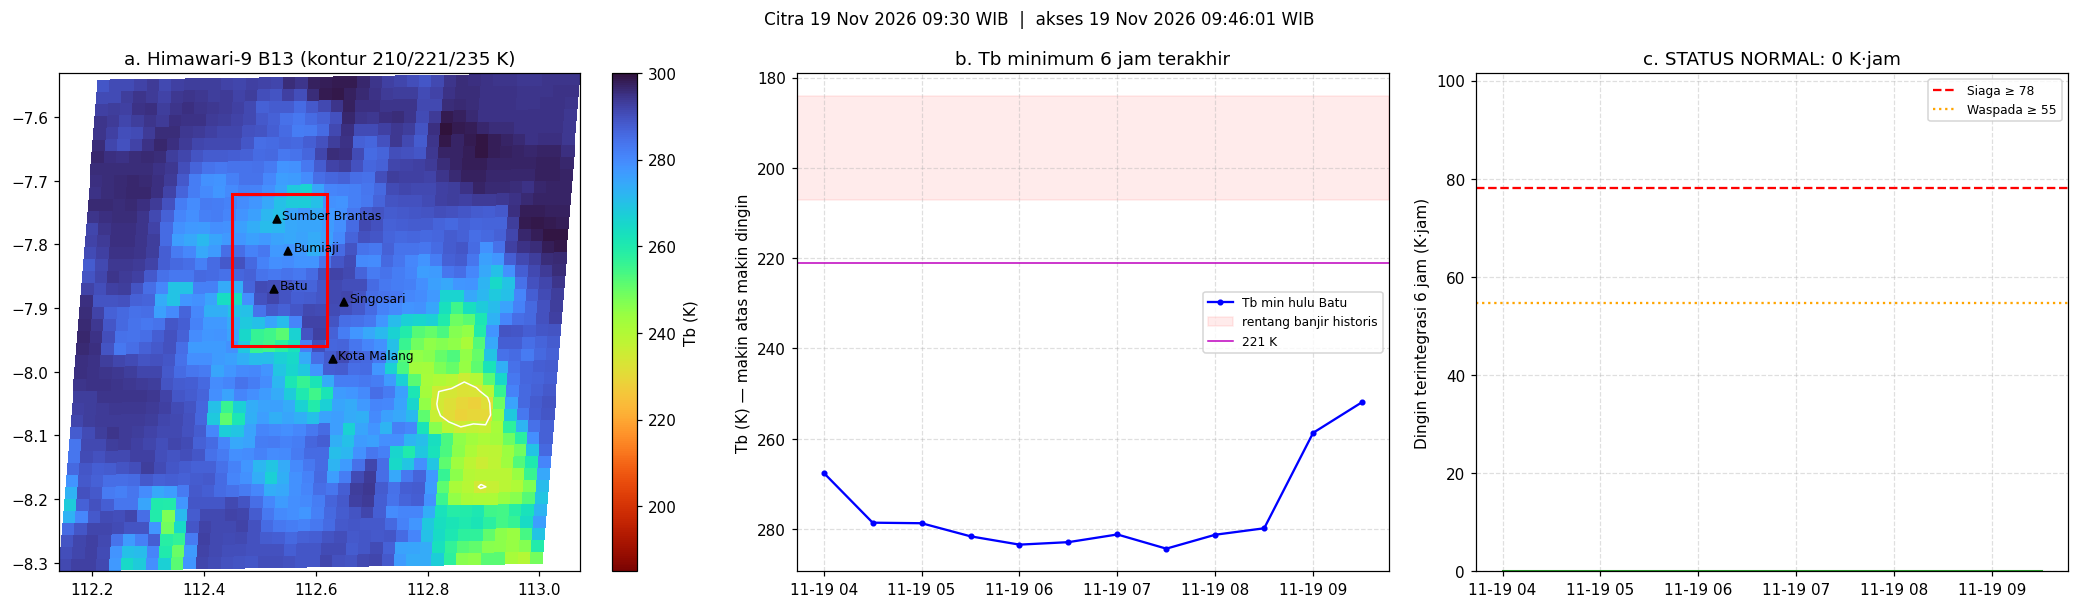 Citra 19 Nov 2026 09:30 WIB | akses 19 Nov 2026 09:46:01 WIB
a. Himawari-9 B13 (kontur 210/221/235 K)
−7.6
−7.7
−7.8
−7.9
−8.0
−8.1
−8.2
−8.3
112.2
112.4
112.6
112.8
113.0
Sumber Brantas
Bumiaji
Batu
Singosari
Kota Malang
300
280
260
240
220
200
Tb (K)
b. Tb minimum 6 jam terakhir
Tb (K) — makin atas makin dingin
180
200
220
240
260
280
Tb min hulu Batu
rentang banjir historis
221 K
11-19 04
11-19 05
11-19 06
11-19 07
11-19 08
11-19 09
c. STATUS NORMAL: 0 K·jam
Dingin terintegrasi 6 jam (K·jam)
100
80
60
40
20
0
Siaga ≥ 78
Waspada ≥ 55
11-19 04
11-19 05
11-19 06
11-19 07
11-19 08
11-19 09